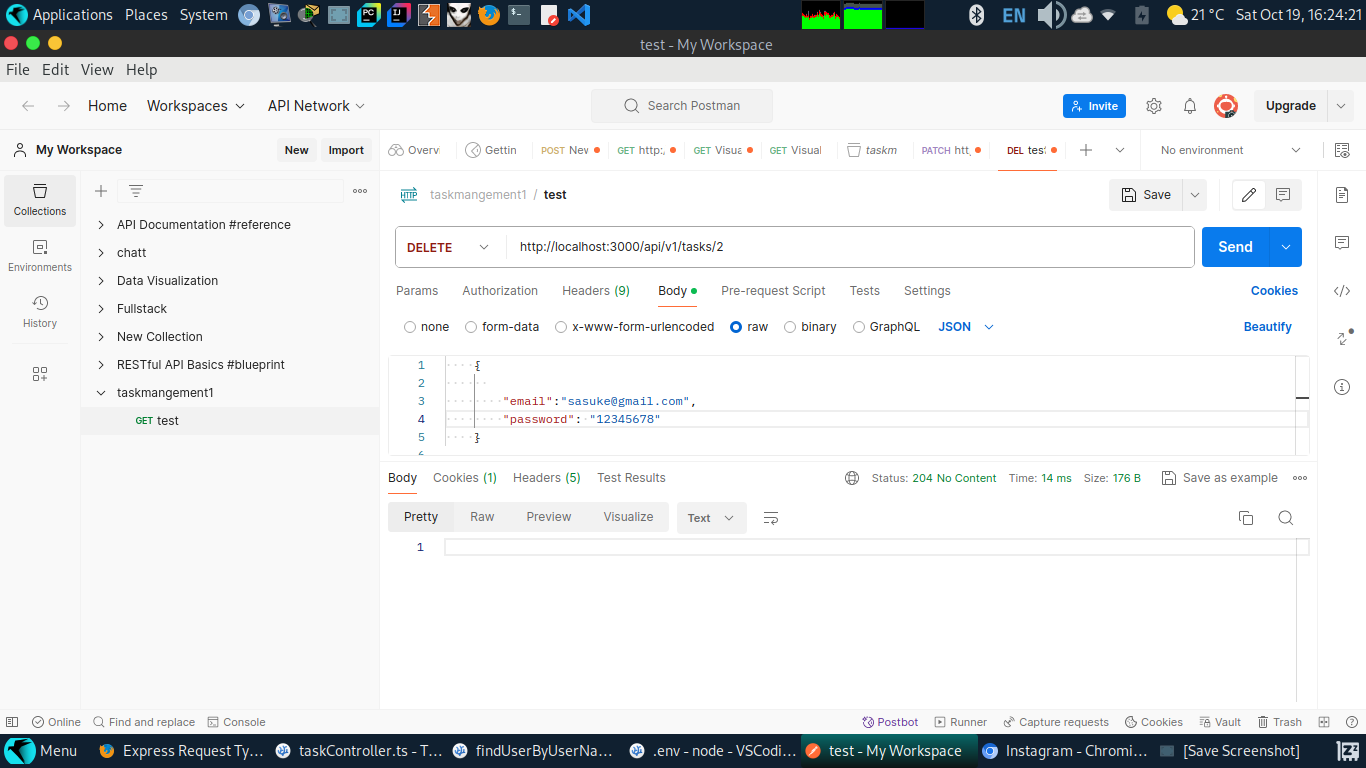 Applications Places System EN 21 °C Sat Oct 19, 16:24:21
test - My Workspace
File Edit View Help
Home Workspaces API Network Search Postman Invite Upgrade
My Workspace New Import
Overvi Gettin POST Nev GET http:, GET Visua GET Visual taskm PATCH htt DEL tes No environment
Collections
Environments
History
API Documentation #reference
chatt
Data Visualization
Fullstack
New Collection
RESTful API Basics #blueprint
taskmangement1
GET test
HTTP taskmangement1 / test Save
DELETE http://localhost:3000/api/v1/tasks/2 Send
Params Authorization Headers (9) Body Pre-request Script Tests Settings Cookies
none form-data x-www-form-urlencoded raw binary GraphQL JSON Beautify
1 {
2
3 "email":"sasuke@gmail.com",
4 "password": "12345678"
5 }
6
Body Cookies (1) Headers (5) Test Results Status: 204 No Content Time: 14 ms Size: 176 B Save as example
Pretty Raw Preview Visualize Text
1
Online Find and replace Console Postbot Runner Capture requests Cookies Vault Trash
Menu Express Request Ty... taskController.ts - T... findUserByUserNa... .env - node - VSCodi... test - My Workspace Instagram - Chromi... [Save Screenshot]